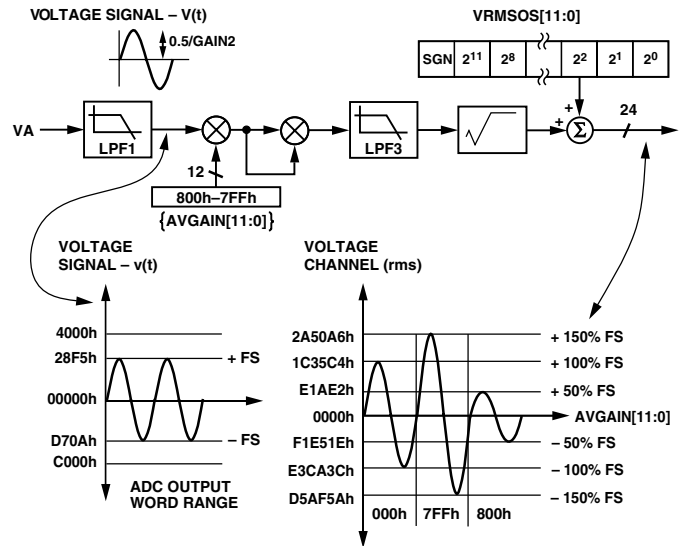 VOLTAGE SIGNAL – V(t)
0.5/GAIN2
VRMSOS[11:0]
SGN 2¹¹ 2⁸ 2² 2¹ 2⁰
VA
LPF1
LPF3
+
+
Σ
24
12
800h–7FFh
{AVGAIN[11:0]}
VOLTAGE
SIGNAL – v(t)
4000h
28F5h
+ FS
00000h
D70Ah
– FS
C000h
ADC OUTPUT
WORD RANGE
VOLTAGE
CHANNEL (rms)
2A50A6h
+ 150% FS
1C35C4h
+ 100% FS
E1AE2h
+ 50% FS
0000h
AVGAIN[11:0]
F1E51Eh
– 50% FS
E3CA3Ch
– 100% FS
D5AF5Ah
– 150% FS
000h 7FFh 800h